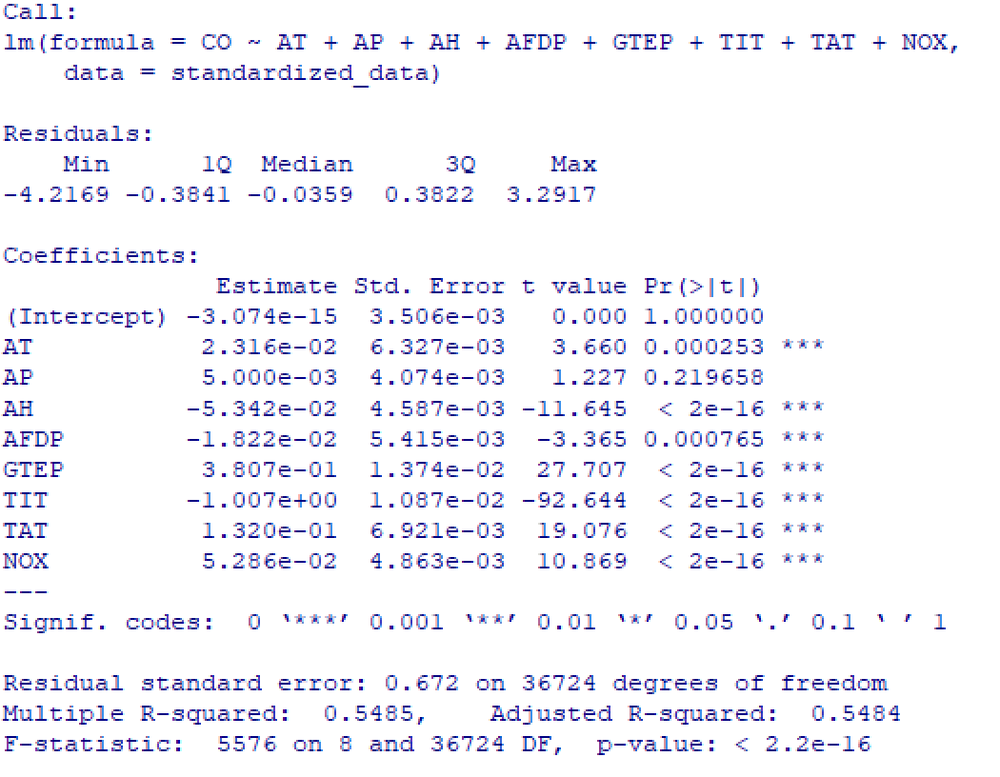 Call:
lm(formula = CO ~ AT + AP + AH + AFDP + GTEP + TIT + TAT + NOX,
    data = standardized_data)

Residuals:
    Min      1Q  Median      3Q     Max
-4.2169 -0.3841 -0.0359  0.3822  3.2917

Coefficients:
              Estimate Std. Error t value Pr(>|t|)
(Intercept) -3.074e-15  3.506e-03   0.000 1.000000
AT           2.316e-02  6.327e-03   3.660 0.000253 ***
AP           5.000e-03  4.074e-03   1.227 0.219658
AH          -5.342e-02  4.587e-03 -11.645  < 2e-16 ***
AFDP        -1.822e-02  5.415e-03  -3.365 0.000765 ***
GTEP         3.807e-01  1.374e-02  27.707  < 2e-16 ***
TIT         -1.007e+00  1.087e-02 -92.644  < 2e-16 ***
TAT          1.320e-01  6.921e-03  19.076  < 2e-16 ***
NOX          5.286e-02  4.863e-03  10.869  < 2e-16 ***
---
Signif. codes:  0 ‘***’ 0.001 ‘**’ 0.01 ‘*’ 0.05 ‘.’ 0.1 ‘ ’ 1

Residual standard error: 0.672 on 36724 degrees of freedom
Multiple R-squared:  0.5485,    Adjusted R-squared:  0.5484
F-statistic:  5576 on 8 and 36724 DF,  p-value: < 2.2e-16